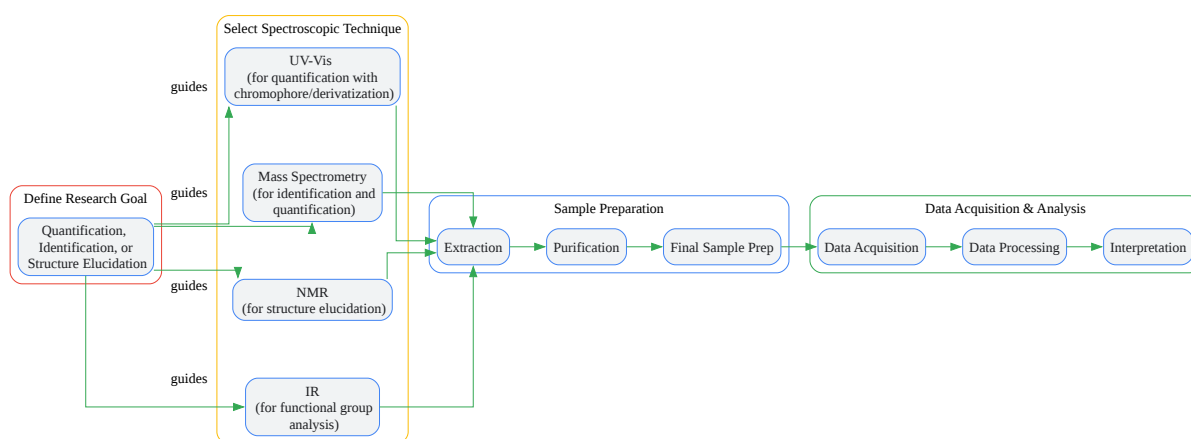 Define Research Goal
Quantification,
Identification, or
Structure Elucidation
guides
guides
guides
guides
Select Spectroscopic Technique
UV-Vis
(for quantification with
chromophore/derivatization)
Mass Spectrometry
(for identification and
quantification)
NMR
(for structure elucidation)
IR
(for functional group
analysis)
Sample Preparation
Extraction
Purification
Final Sample Prep
Data Acquisition & Analysis
Data Acquisition
Data Processing
Interpretation